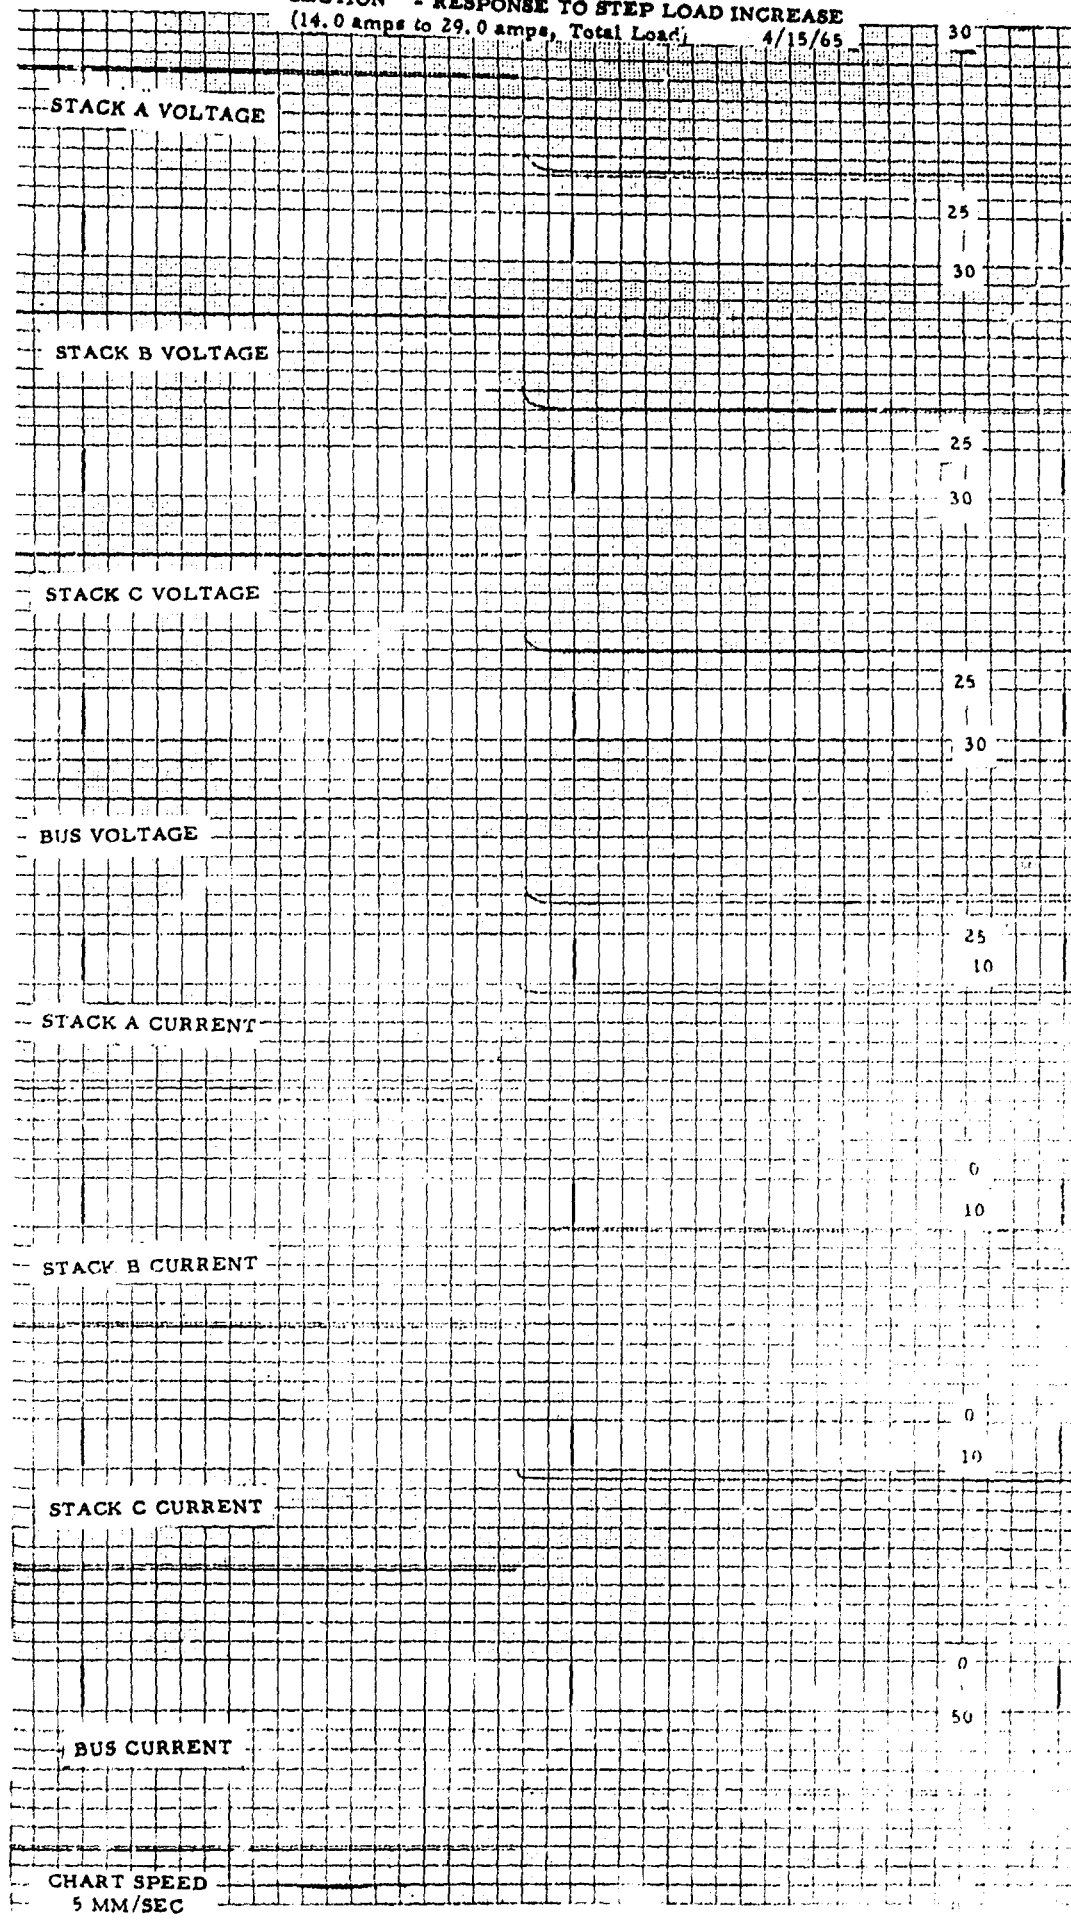 - RESPONSE TO STEP LOAD INCREASE
(14.0 amps to 29.0 amps, Total Load) 4/15/65
30
STACK A VOLTAGE
25
30
STACK B VOLTAGE
25
30
STACK C VOLTAGE
25
30
BUS VOLTAGE
25
10
STACK A CURRENT
0
10
STACK B CURRENT
0
10
STACK C CURRENT
0
50
BUS CURRENT
CHART SPEED
5 MM/SEC